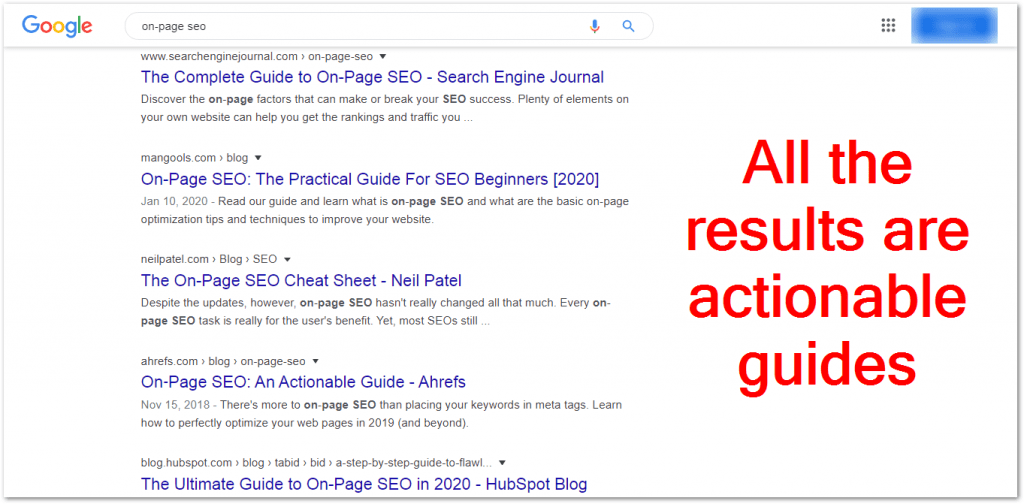 Google
on-page seo
www.searchenginejournal.com › on-page-seo
The Complete Guide to On-Page SEO - Search Engine Journal
Discover the on-page factors that can make or break your SEO success. Plenty of elements on
your own website can help you get the rankings and traffic you ...
mangools.com › blog
On-Page SEO: The Practical Guide For SEO Beginners [2020]
Jan 10, 2020 - Read our guide and learn what is on-page SEO and what are the basic on-page
optimization tips and techniques to improve your website.
neilpatel.com › Blog › SEO
The On-Page SEO Cheat Sheet - Neil Patel
Despite the updates, however, on-page SEO hasn't really changed all that much. Every on-
page SEO task is really for the user's benefit. Yet, most SEOs still ...
ahrefs.com › blog › on-page-seo
On-Page SEO: An Actionable Guide - Ahrefs
Nov 15, 2018 - There's more to on-page SEO than placing your keywords in meta tags. Learn
how to perfectly optimize your web pages in 2019 (and beyond).
blog.hubspot.com › blog › tabid › bid › a-step-by-step-guide-to-flawl...
The Ultimate Guide to On-Page SEO in 2020 - HubSpot Blog
All the
results are
actionable
guides